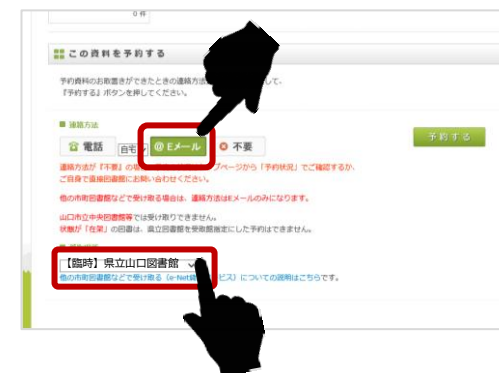 0 件
この資料を予約する
予約資料のお取置きができたときの連絡方法
して、
『予約する』ボタンを押してください。
連絡方法
電話
自宅
@ Eメール
不要
予約する
連絡方法が『不要』の場
ページから「予約状況」でご確認するか、
ご自身で直接図書館にお問い合わせください。
他の市町図書館などで受け取る場合は、連絡方法はEメールのみになります。
山口市立中央図書館等では受け取りできません。
状態が「在架」の図書は、県立図書館を受取館指定にした予約はできません。
【臨時】県立山口図書館
他の市町図書館などで受け取る（e-Net貸
ビス）についての説明はこちらです。